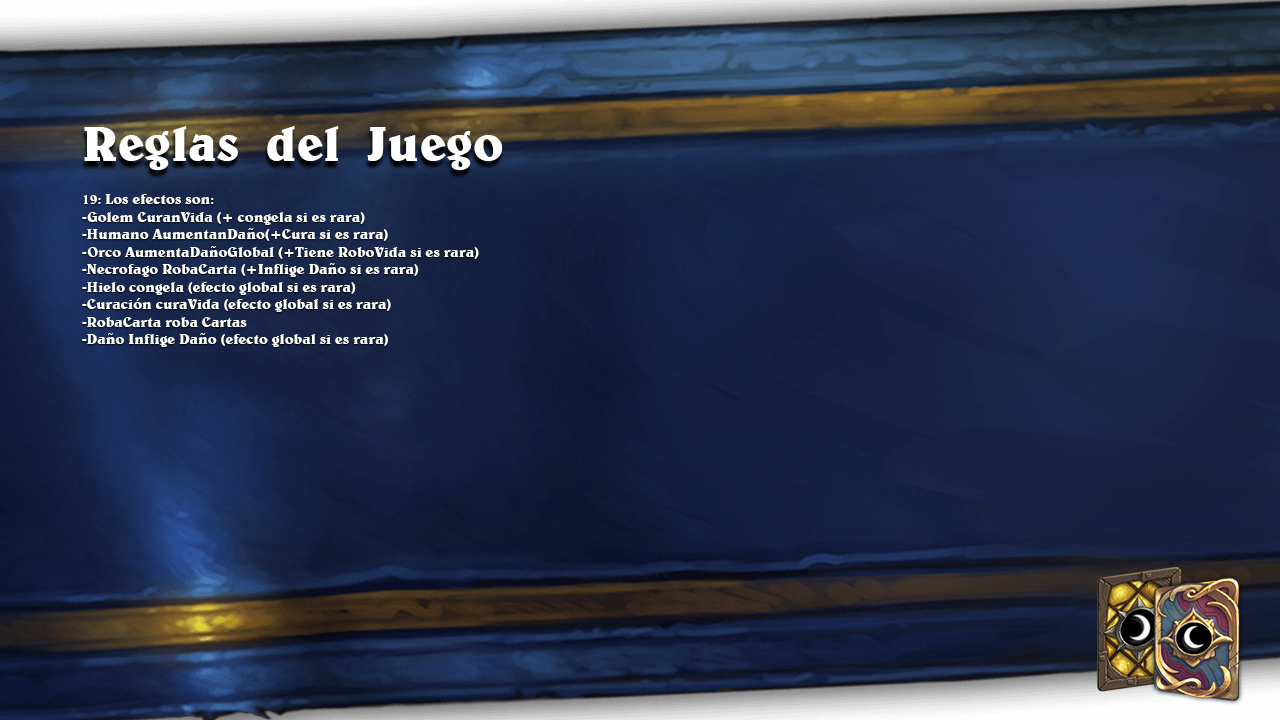 Reglas del Juego
19: Los efectos son:
-Golem CuranVida (+ congela si es rara)
-Humano AumentanDaño(+Cura si es rara)
-Orco AumentaDañoGlobal (+Tiene RoboVida si es rara)
-Necrofago RobaCarta (+Inflige Daño si es rara)
-Hielo congela (efecto global si es rara)
-Curación curaVida (efecto global si es rara)
-RobaCarta roba Cartas
-Daño Inflige Daño (efecto global si es rara)